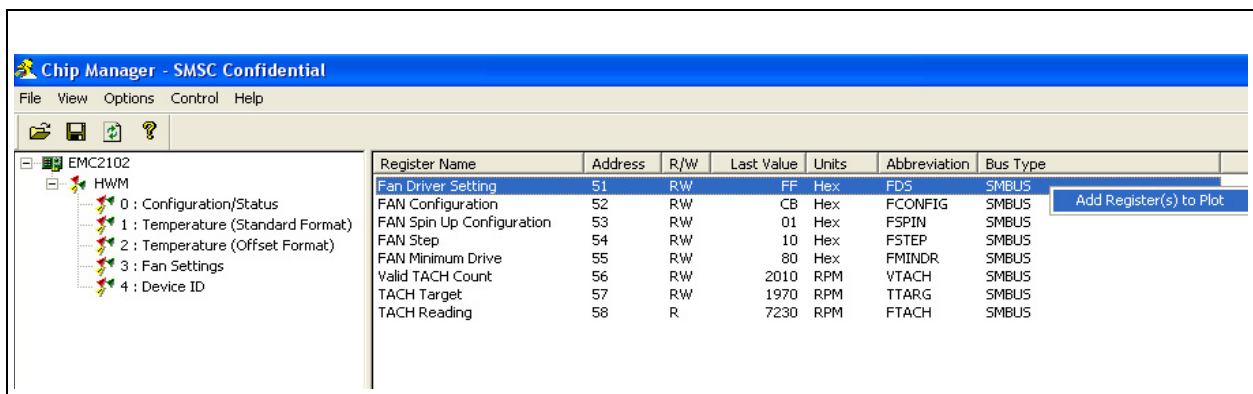 Chip Manager - SMSC Confidential
File View Options Control Help
EMC2102
HWM
0 : Configuration/Status
1 : Temperature (Standard Format)
2 : Temperature (Offset Format)
3 : Fan Settings
4 : Device ID
Register Name Address R/W Last Value Units Abbreviation Bus Type
Fan Driver Setting 51 RW FF Hex FDS SMBUS
FAN Configuration 52 RW CB Hex FCONFIG SMBUS
FAN Spin Up Configuration 53 RW 01 Hex FSPIN SMBUS
FAN Step 54 RW 10 Hex FSTEP SMBUS
FAN Minimum Drive 55 RW 80 Hex FMINDR SMBUS
Valid TACH Count 56 RW 2010 RPM VTACH SMBUS
TACH Target 57 RW 1970 RPM TTARG SMBUS
TACH Reading 58 R 7230 RPM FTACH SMBUS
Add Register(s) to Plot